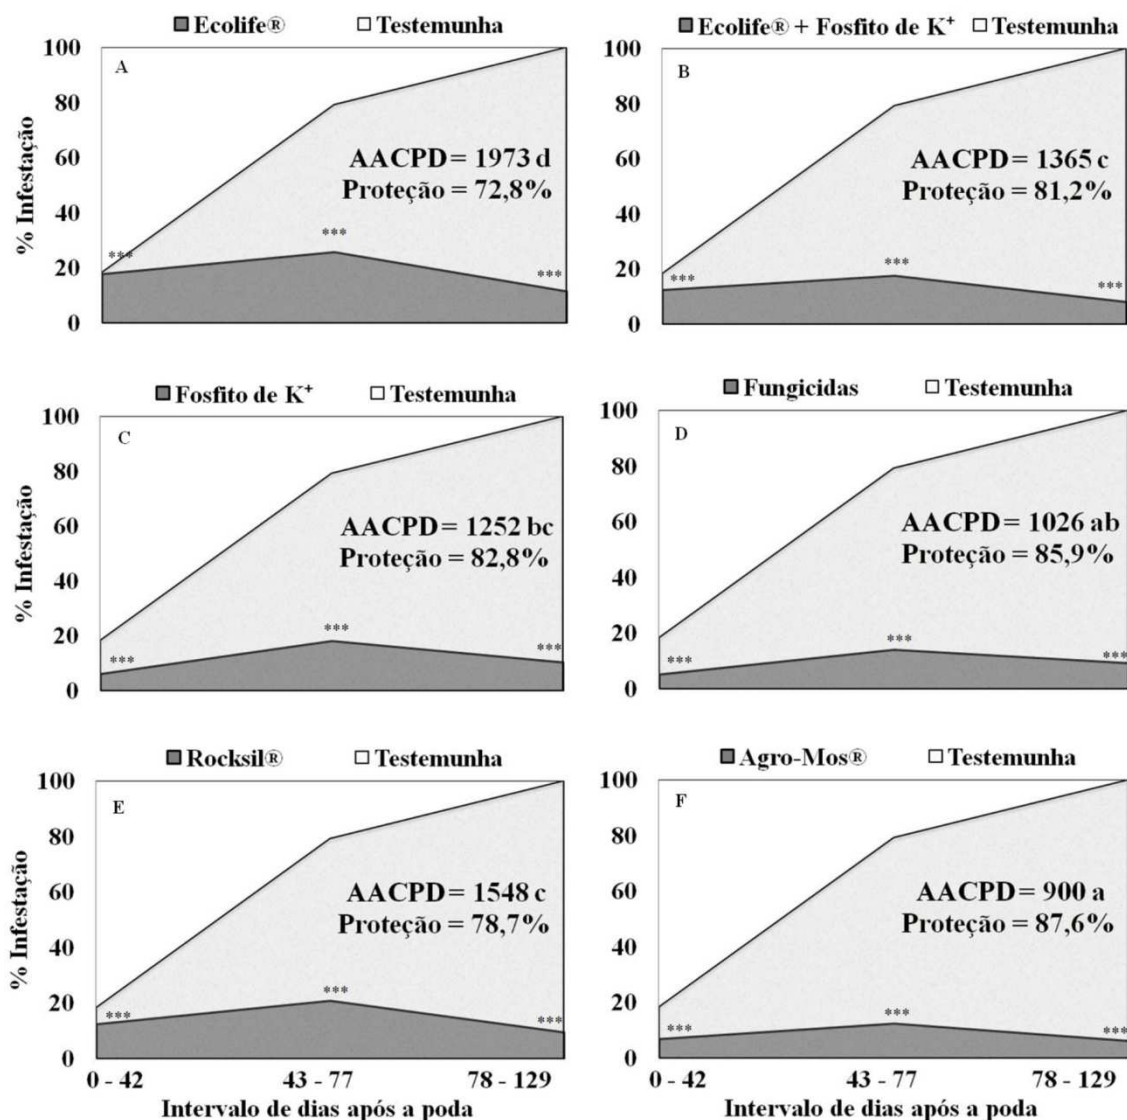 Ecolife® Testemunha
A
100
80
60
40
20
0
% Infestação
AACPD = 1973 d
Proteção = 72,8%
*** *** ***
Ecolife® + Fosfito de K⁺ Testemunha
B
100
80
60
40
20
0
AACPD = 1365 c
Proteção = 81,2%
*** *** ***
Fosfito de K⁺ Testemunha
C
100
80
60
40
20
0
% Infestação
AACPD = 1252 bc
Proteção = 82,8%
*** *** ***
Fungicidas Testemunha
D
100
80
60
40
20
0
AACPD = 1026 ab
Proteção = 85,9%
*** *** ***
Rocksil® Testemunha
E
100
80
60
40
20
0
% Infestação
AACPD = 1548 c
Proteção = 78,7%
*** *** ***
0 - 42 43 - 77 78 - 129
Intervalo de dias após a poda
Agro-Mos® Testemunha
F
100
80
60
40
20
0
AACPD = 900 a
Proteção = 87,6%
*** *** ***
0 - 42 43 - 77 78 - 129
Intervalo de dias após a poda